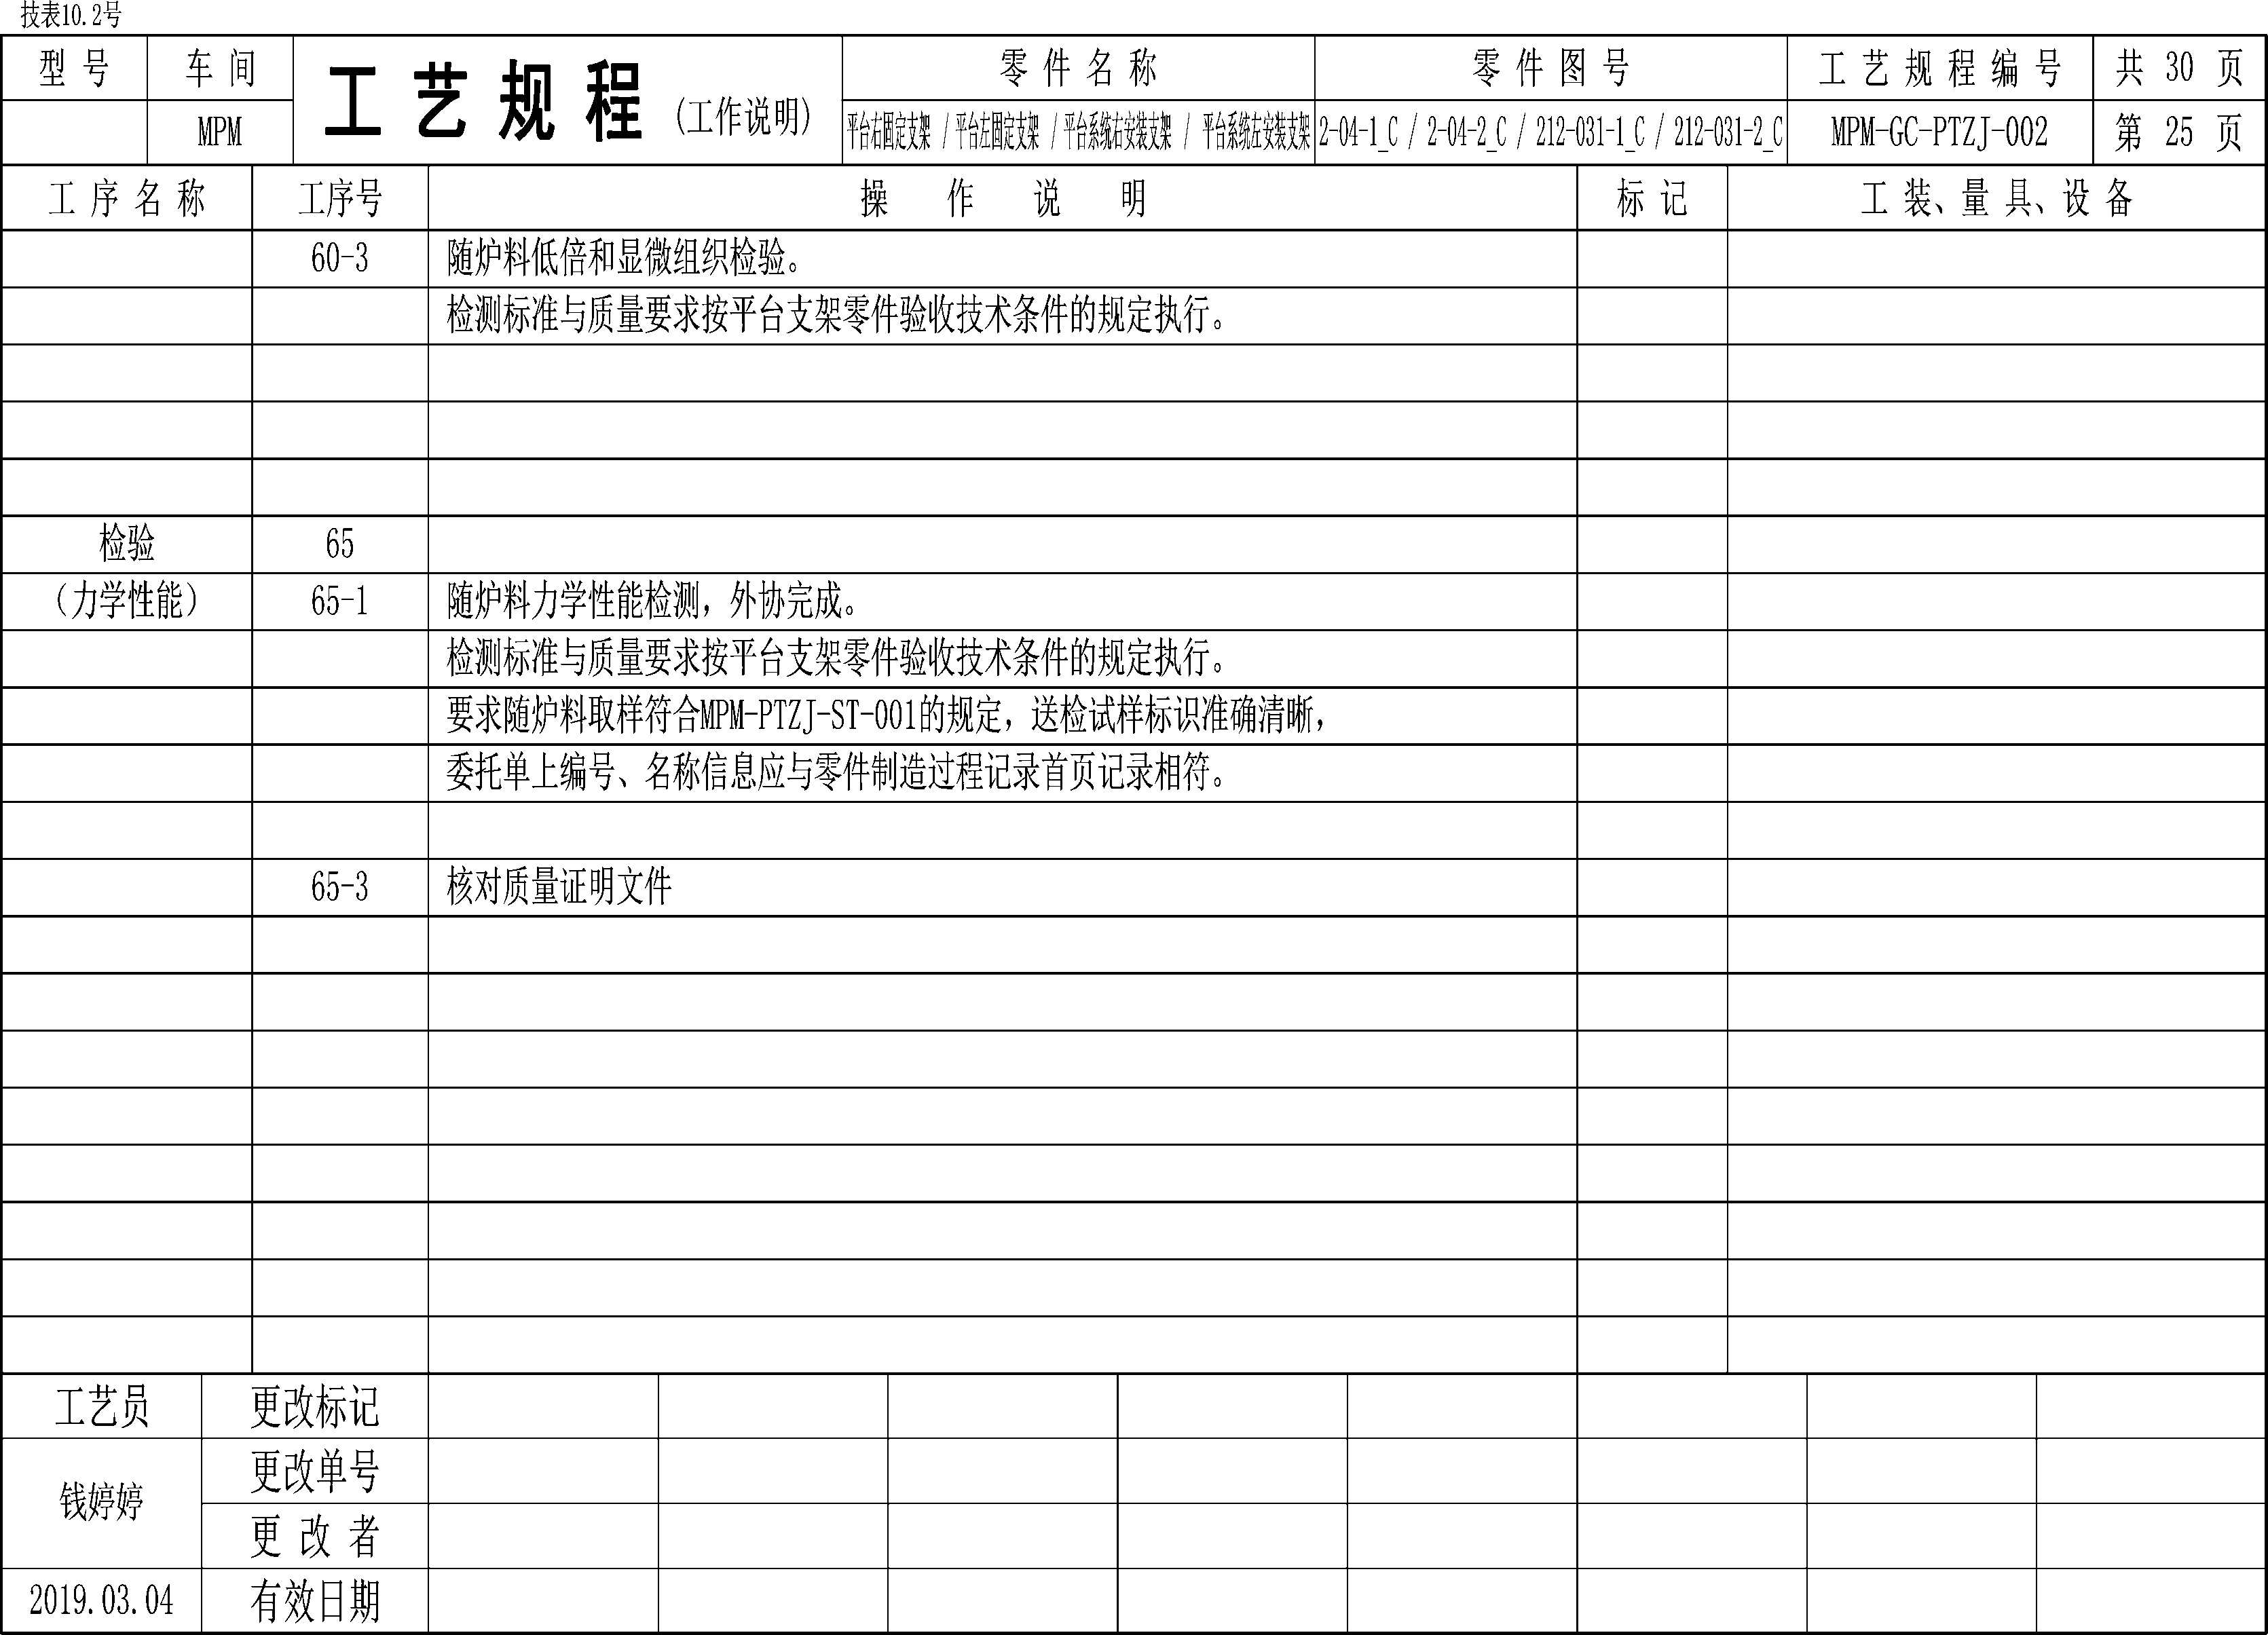 技表10.2号
型 号 车 间 工 艺 规 程 (工作说明) 零 件 名 称 零 件 图 号 工 艺 规 程 编 号 共 30 页
MPM 平台右固定支架 / 平台左固定支架 / 平台系统右安装支架 / 平台系统左安装支架 2-04-1_C / 2-04-2_C / 212-031-1_C / 212-031-2_C MPM-GC-PTZJ-002 第 25 页
工 序 名 称 工序号 操 作 说 明 标 记 工 装、量 具、设 备
60-3 随炉料低倍和显微组织检验。
检测标准与质量要求按平台支架零件验收技术条件的规定执行。
检验 65
（力学性能） 65-1 随炉料力学性能检测，外协完成。
检测标准与质量要求按平台支架零件验收技术条件的规定执行。
要求随炉料取样符合MPM-PTZJ-ST-001的规定，送检试样标识准确清晰，
委托单上编号、名称信息应与零件制造过程记录首页记录相符。
65-3 核对质量证明文件
工艺员 更改标记
更改单号
钱婷婷
更 改 者
2019.03.04 有效日期